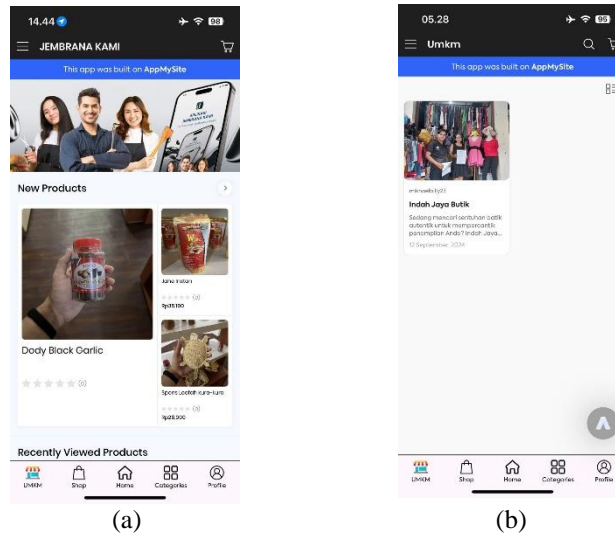 14.44
98
JEMBRANA KAMI
This app was built on AppMySite
New Products
Jahe Instan
(0)
Dody Black Garlic
(0)
Spons Loofah kura-kura
(0)
Rp28,000
Recently Viewed Products
UMKM
Shop
Home
Categories
Profile
(a)
05.28
Umkm
This app was built on AppMySite
Indah Jaya Butik
Sedang mencari sentuhan batik
autentik untuk mempercantik
penampilan Anda? Indah Jaya...
12 September, 2024
UMKM
Shop
Home
Categories
Profile
(b)